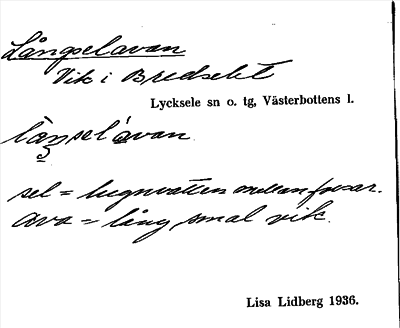 Långselavan
Vik i Bredselet
Lycksele sn o. tg, Västerbottens l.
låŋsel avan
sel = lugnvatten mellan forsar.
ava = lång smal vik.
Lisa Lidberg 1936.